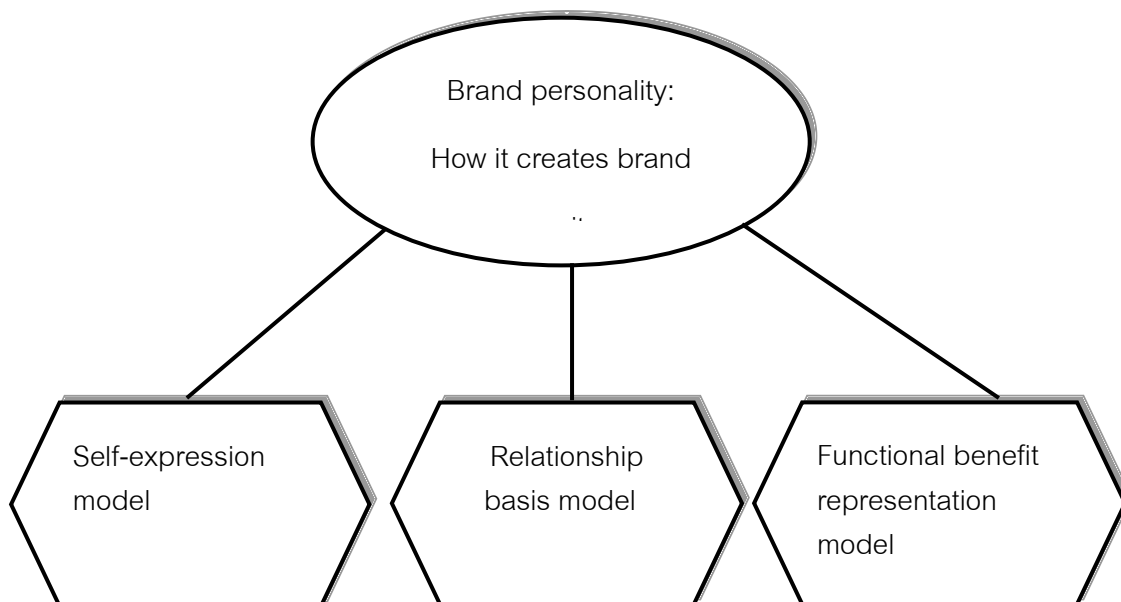 Brand personality:
How it creates brand
Self-expression
model
Relationship
basis model
Functional benefit
representation
model